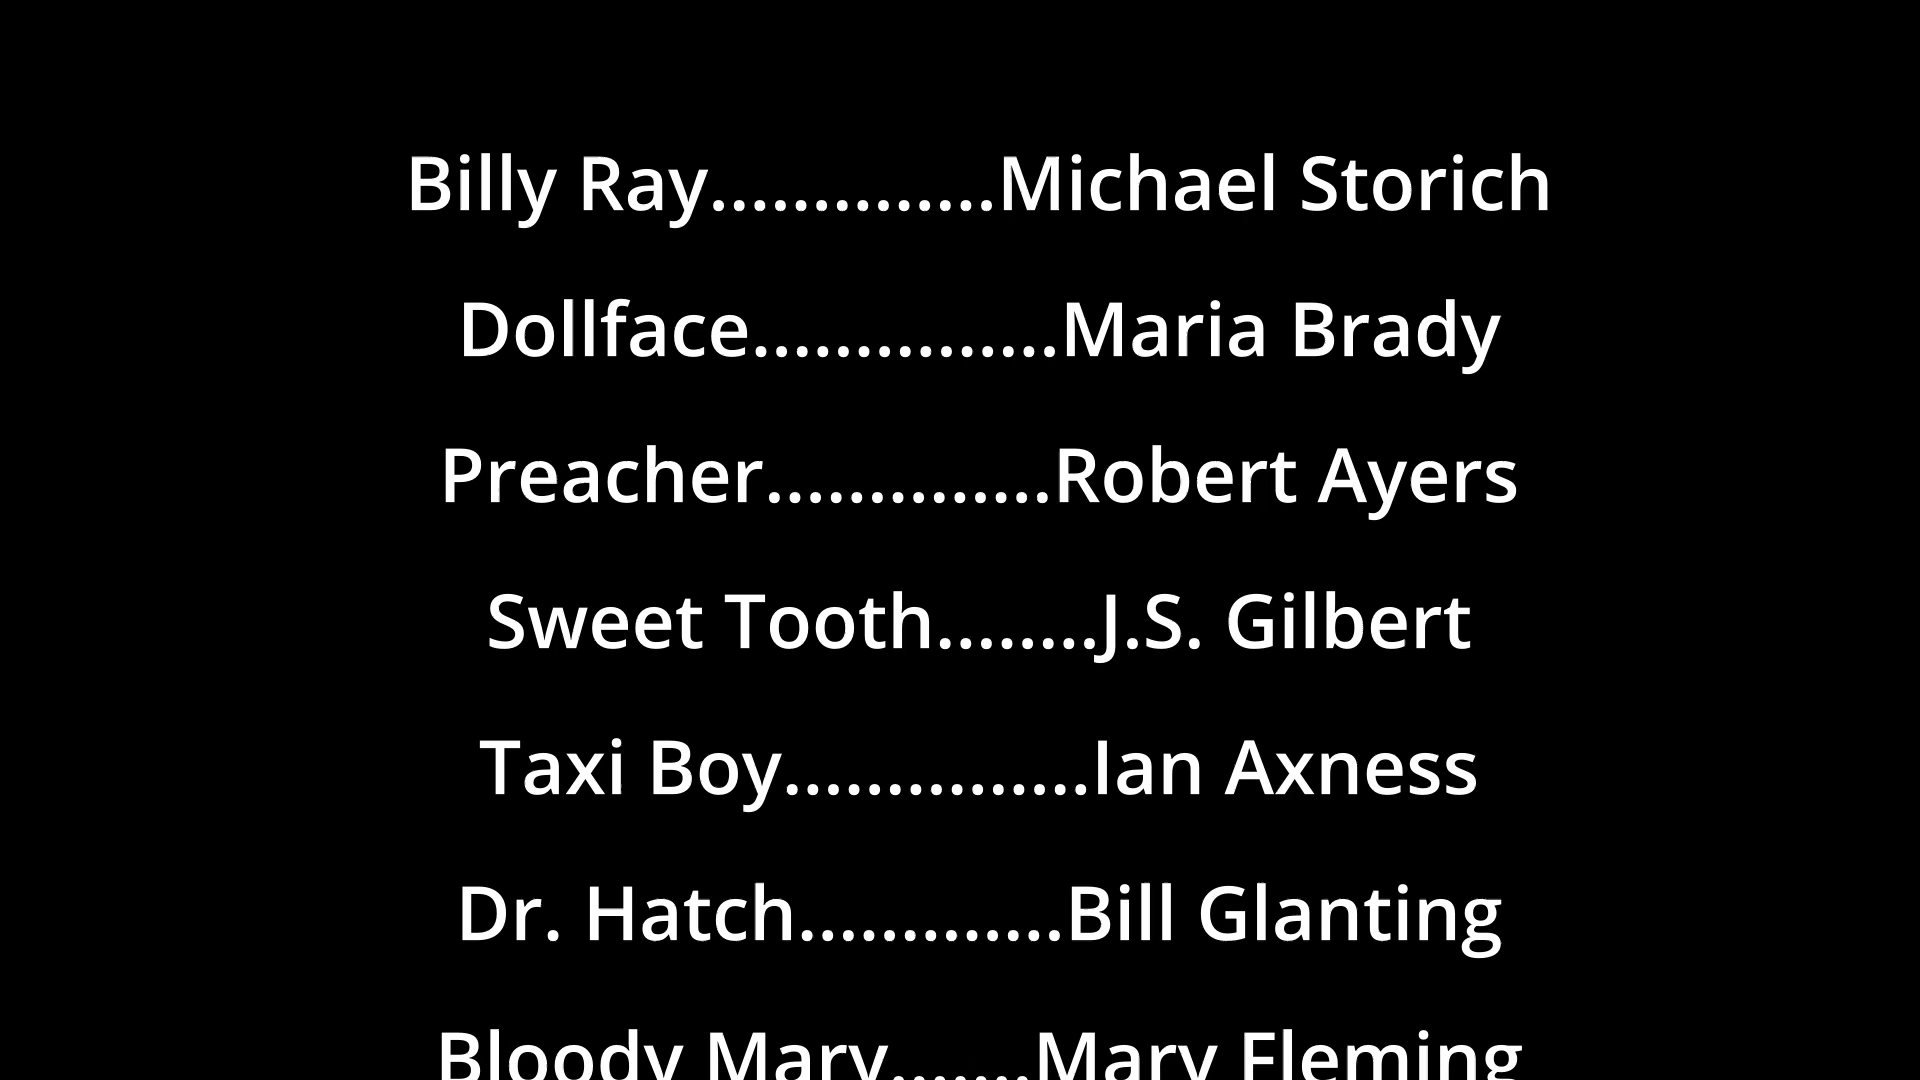 Billy Ray..............Michael Storich
Dollface...............Maria Brady
Preacher..............Robert Ayers
Sweet Tooth........J.S. Gilbert
Taxi Boy...............Ian Axness
Dr. Hatch.............Bill Glanting
Bloody Mary.......Mary Fleming